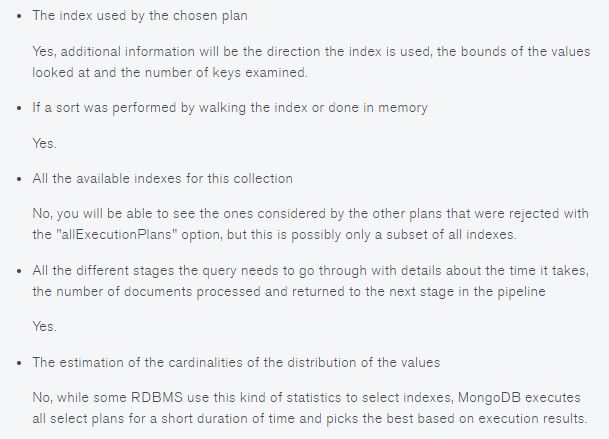 • The index used by the chosen plan
Yes, additional information will be the direction the index is used, the bounds of the values
looked at and the number of keys examined.
• If a sort was performed by walking the index or done in memory
Yes.
• All the available indexes for this collection
No, you will be able to see the ones considered by the other plans that were rejected with
the "allExecutionPlans" option, but this is possibly only a subset of all indexes.
• All the different stages the query needs to go through with details about the time it takes,
the number of documents processed and returned to the next stage in the pipeline
Yes.
• The estimation of the cardinalities of the distribution of the values
No, while some RDBMS use this kind of statistics to select indexes, MongoDB executes
all select plans for a short duration of time and picks the best based on execution results.